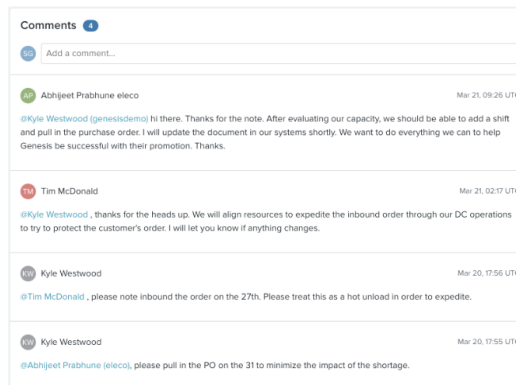 Comments 4
SG Add a comment...
AP Abhijeet Prabhune eleco Mar 21, 09:26 UTC
@Kyle Westwood (genesisdemo) hi there. Thanks for the note. After evaluating our capacity, we should be able to add a shift
and pull in the purchase order. I will update the document in our systems shortly. We want to do everything we can to help
Genesis be successful with their promotion. Thanks.
TM Tim McDonald Mar 21, 02:17 UTC
@Kyle Westwood , thanks for the heads up. We will align resources to expedite the inbound order through our DC operations
to try to protect the customer's order. I will let you know if anything changes.
KW Kyle Westwood Mar 20, 17:56 UTC
@Tim McDonald , please note inbound the order on the 27th. Please treat this as a hot unload in order to expedite.
KW Kyle Westwood Mar 20, 17:55 UTC
@Abhijeet Prabhune (eleco), please pull in the PO on the 31 to minimize the impact of the shortage.